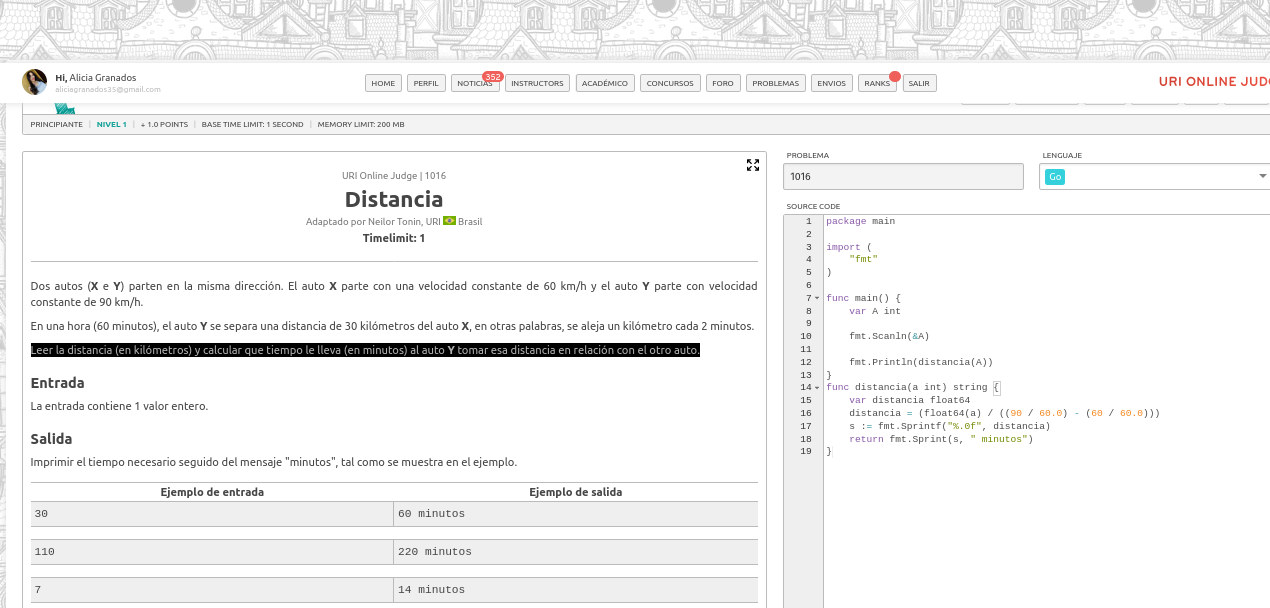 Hi, Alicia Granados
aliciagranados35@gmail.com
HOME PERFIL NOTICIAS 352 INSTRUCTORS ACADÉMICO CONCURSOS FORO PROBLEMAS ENVIOS RANKS SALIR
URI ONLINE JUD
PRINCIPIANTE | NIVEL 1 | + 1.0 POINTS | BASE TIME LIMIT: 1 SECOND | MEMORY LIMIT: 200 MB
URI Online Judge | 1016
Distancia
Adaptado por Neilor Tonin, URI Brasil
Timelimit: 1
Dos autos (X e Y) parten en la misma dirección. El auto X parte con una velocidad constante de 60 km/h y el auto Y parte con velocidad
constante de 90 km/h.
En una hora (60 minutos), el auto Y se separa una distancia de 30 kilómetros del auto X, en otras palabras, se aleja un kilómetro cada 2 minutos.
Leer la distancia (en kilómetros) y calcular que tiempo le lleva (en minutos) al auto Y tomar esa distancia en relación con el otro auto.
Entrada
La entrada contiene 1 valor entero.
Salida
Imprimir el tiempo necesario seguido del mensaje "minutos", tal como se muestra en el ejemplo.
Ejemplo de entrada Ejemplo de salida
30 60 minutos
110 220 minutos
7 14 minutos
PROBLEMA
1016
LENGUAJE
Go
SOURCE CODE
1 package main
2
3 import (
4 "fmt"
5 )
6
7 func main() {
8 var A int
9
10 fmt.Scanln(&A)
11
12 fmt.Println(distancia(A))
13 }
14 func distancia(a int) string {
15 var distancia float64
16 distancia = (float64(a) / ((90 / 60.0) - (60 / 60.0)))
17 s := fmt.Sprintf("%.0f", distancia)
18 return fmt.Sprint(s, " minutos")
19 }